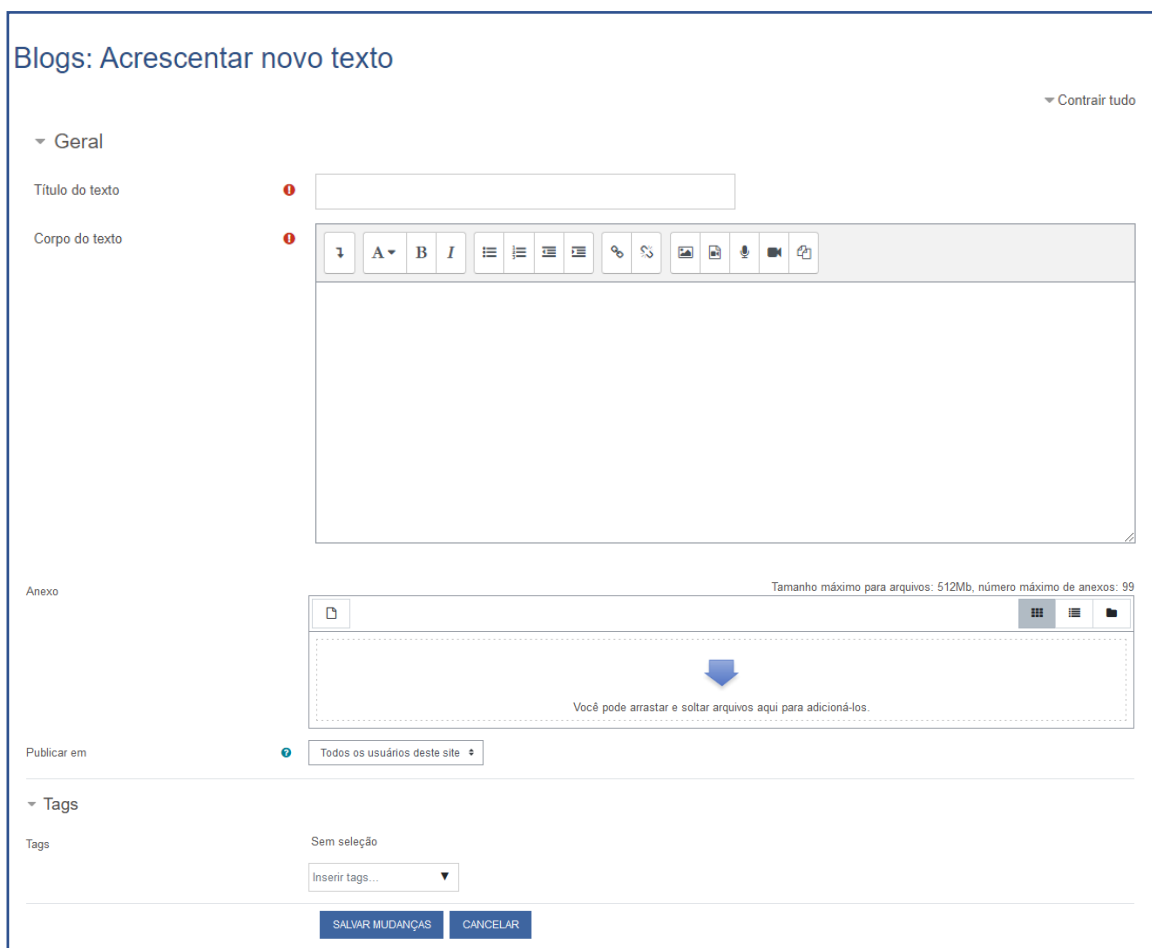 Blogs: Acrescentar novo texto
Contrair tudo
Geral
Título do texto
Corpo do texto
A B I
Anexo
Tamanho máximo para arquivos: 512Mb, número máximo de anexos: 99
Você pode arrastar e soltar arquivos aqui para adicioná-los.
Publicar em
Todos os usuários deste site
Tags
Tags
Sem seleção
Inserir tags...
SALVAR MUDANÇAS CANCELAR